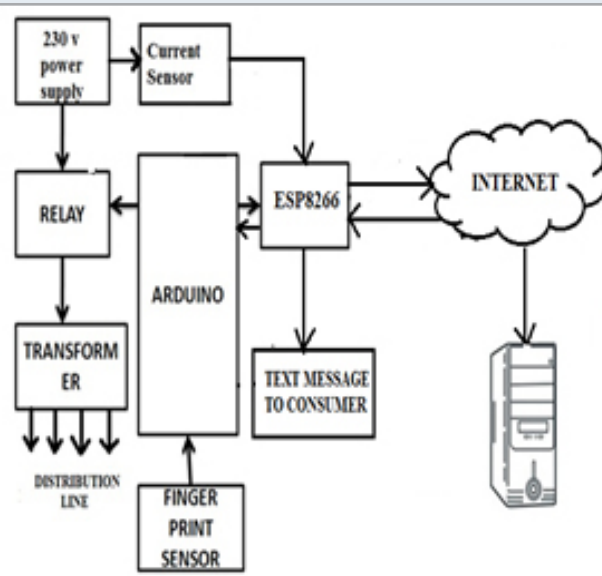 230 v
power
supply
Current
Sensor
RELAY
ARDUINO
ESP8266
INTERNET
TRANSFORM
ER
TEXT MESSAGE
TO CONSUMER
DISTRIBUTION
LINE
FINGER
PRINT
SENSOR